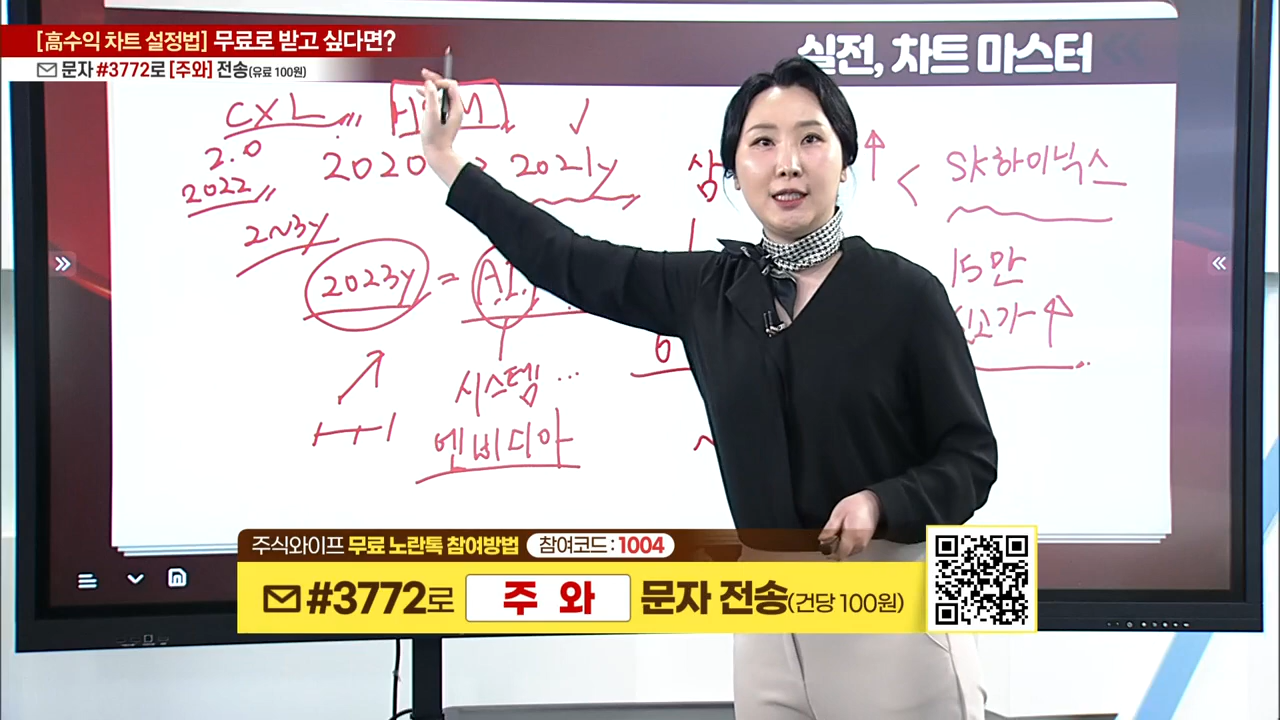 [高수익 차트 설정법] 무료로 받고 싶다면?
문자 #3772로 [주와] 전송(유료 100원)
실전, 차트 마스터
CXL
2.0
2022
2~3y
2020
2021y
삼
SK하이닉스
2023y = A.I.
15만
6
시스템...
엔비디아
주식와이프 무료 노란톡 참여방법 참여코드 : 1004
#3772로 주 와 문자 전송(건당 100원)